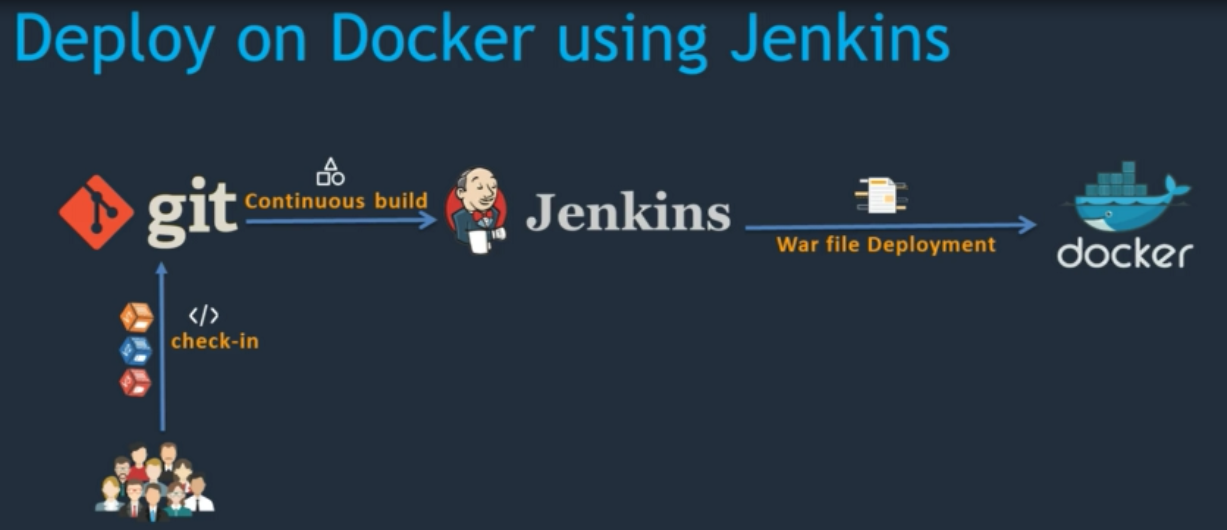 Deploy on Docker using Jenkins
git
Continuous build
Jenkins
War file Deployment
docker
</>
check-in